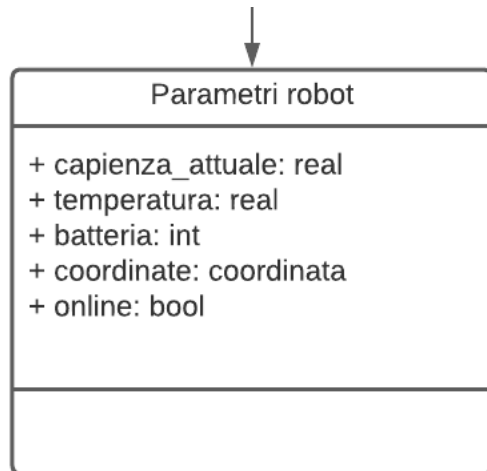 Parametri robot
+ capienza_attuale: real
+ temperatura: real
+ batteria: int
+ coordinate: coordinata
+ online: bool